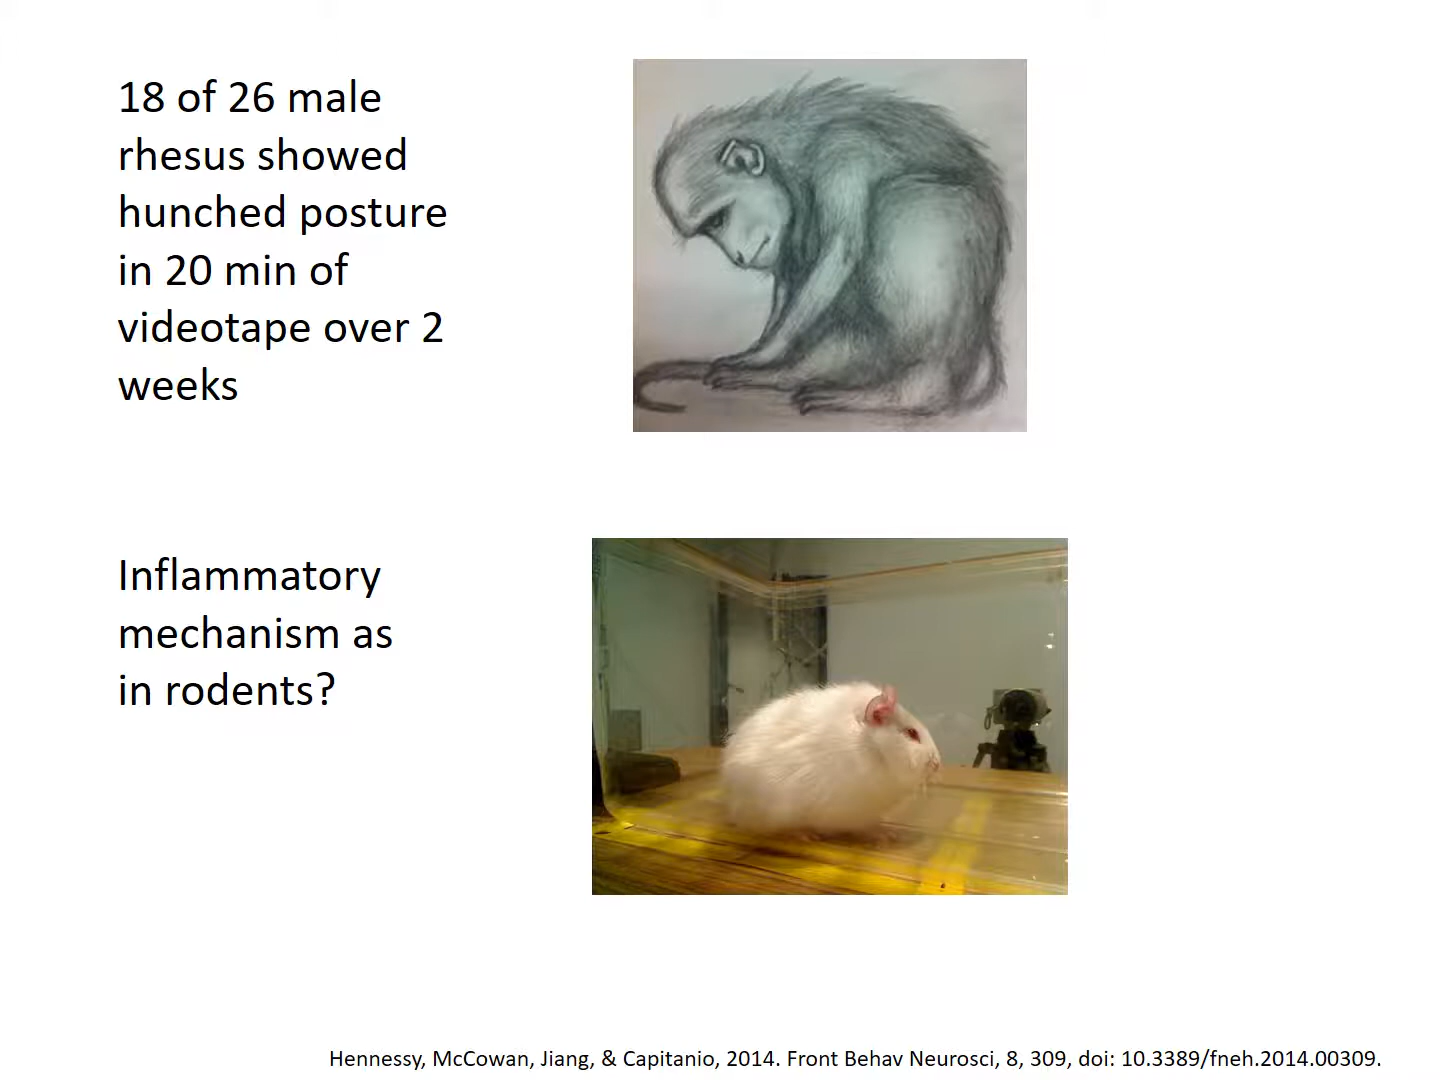 18 of 26 male
rhesus showed
hunched posture
in 20 min of
videotape over 2
weeks
Inflammatory
mechanism as
in rodents?
Hennessy, McCowan, Jiang, & Capitanio, 2014. Front Behav Neurosci, 8, 309, doi: 10.3389/fneh.2014.00309.